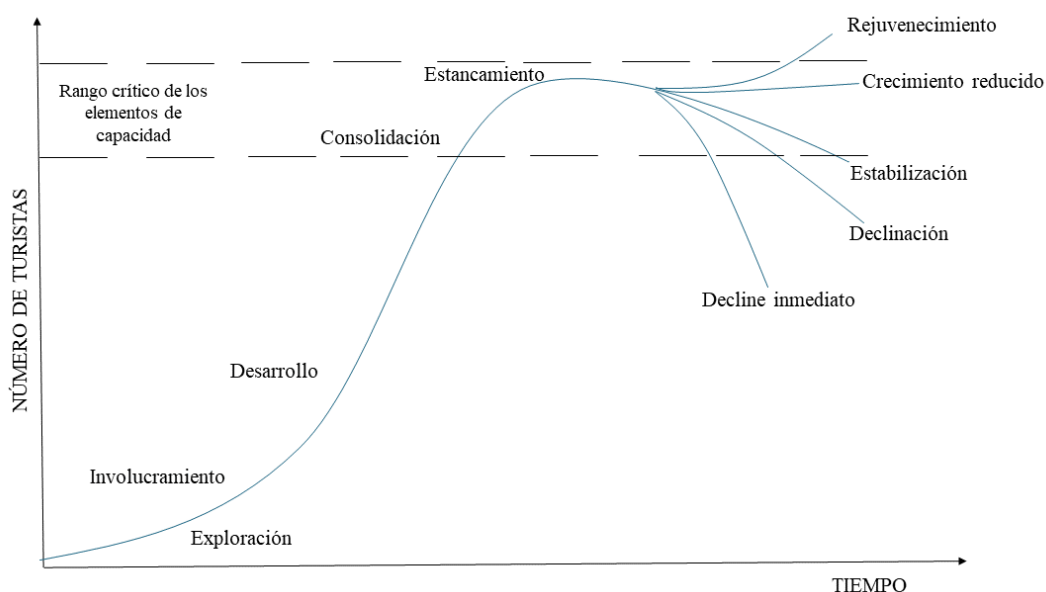 Rejuvenecimiento
Estancamiento
Crecimiento reducido
Rango crítico de los
elementos de
capacidad
Consolidación
Estabilización
Declinación
Decline inmediato
NÚMERO DE TURISTAS
Desarrollo
Involucramiento
Exploración
TIEMPO